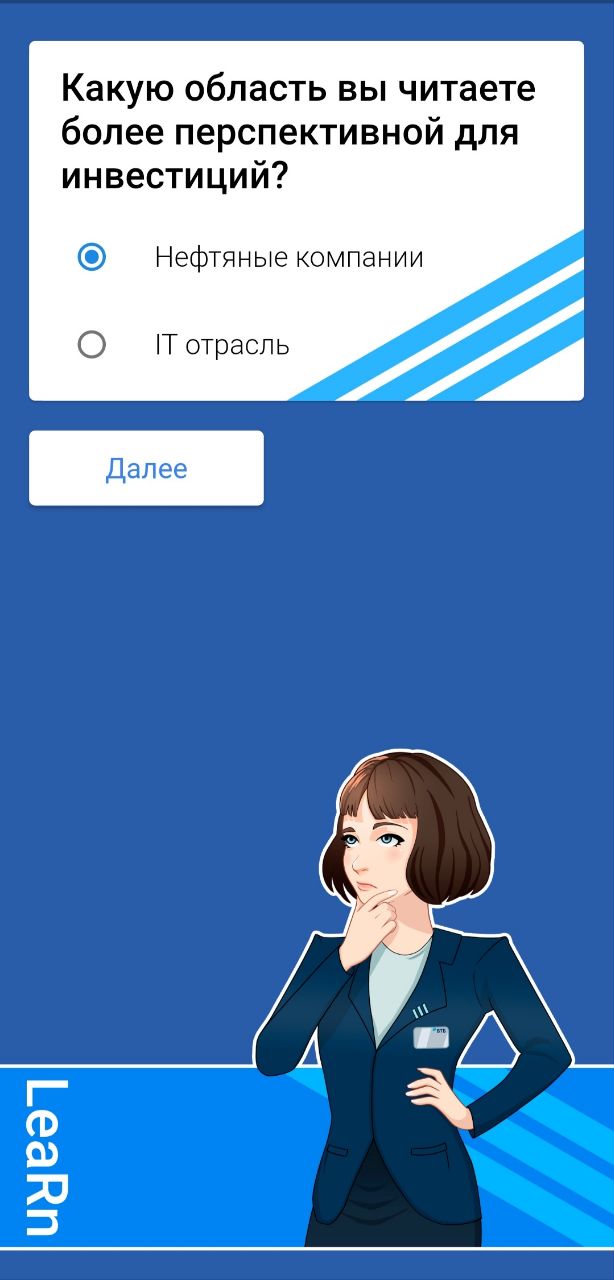 Какую область вы читаете
более перспективной для
инвестиций?
Нефтяные компании
IT отрасль
Далее
ВТБ
LeaRn